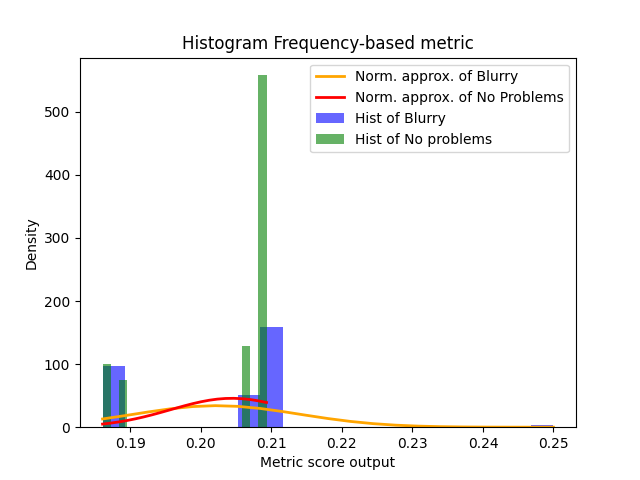 Histogram Frequency-based metric
Norm. approx. of Blurry
Norm. approx. of No Problems
Hist of Blurry
Hist of No problems
500
400
300
200
100
0
Density
0.19 0.20 0.21 0.22 0.23 0.24 0.25
Metric score output